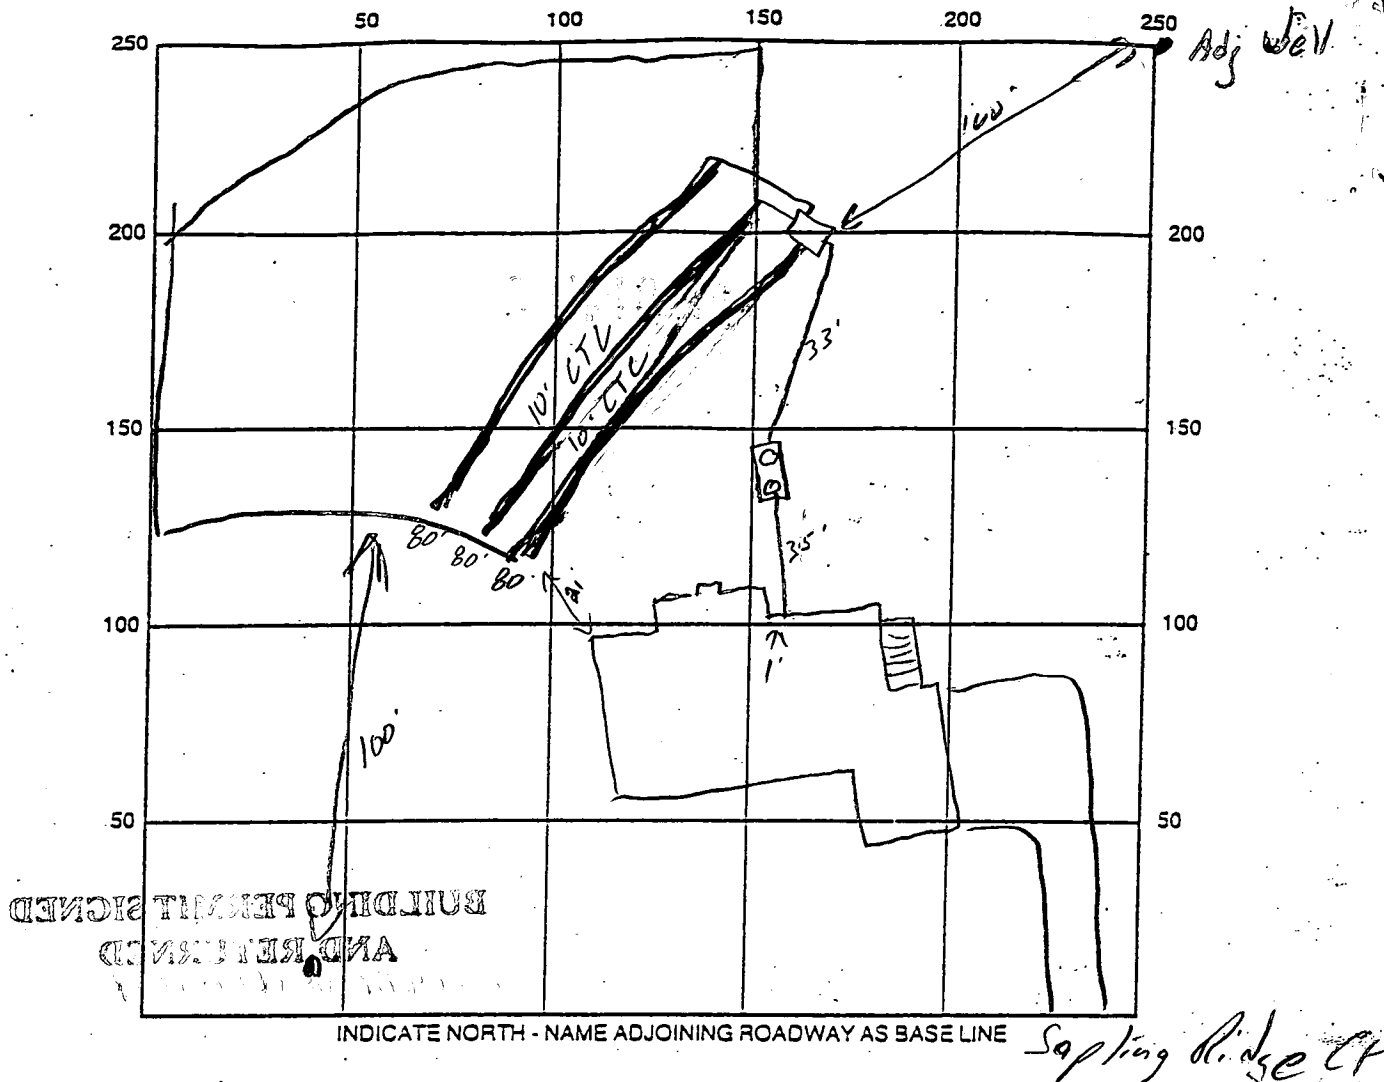 50 100 150 200 250
250 Adj Well
100'
200 200
33'
10' CTC
10' CTC
150 150
35'
80'
80'
80'
21'
100 100
1'
100'
50 50
BUILDING PERMIT SIGNED
AND RETURNED
INDICATE NORTH - NAME ADJOINING ROADWAY AS BASE LINE
Sapling Ridge Ct